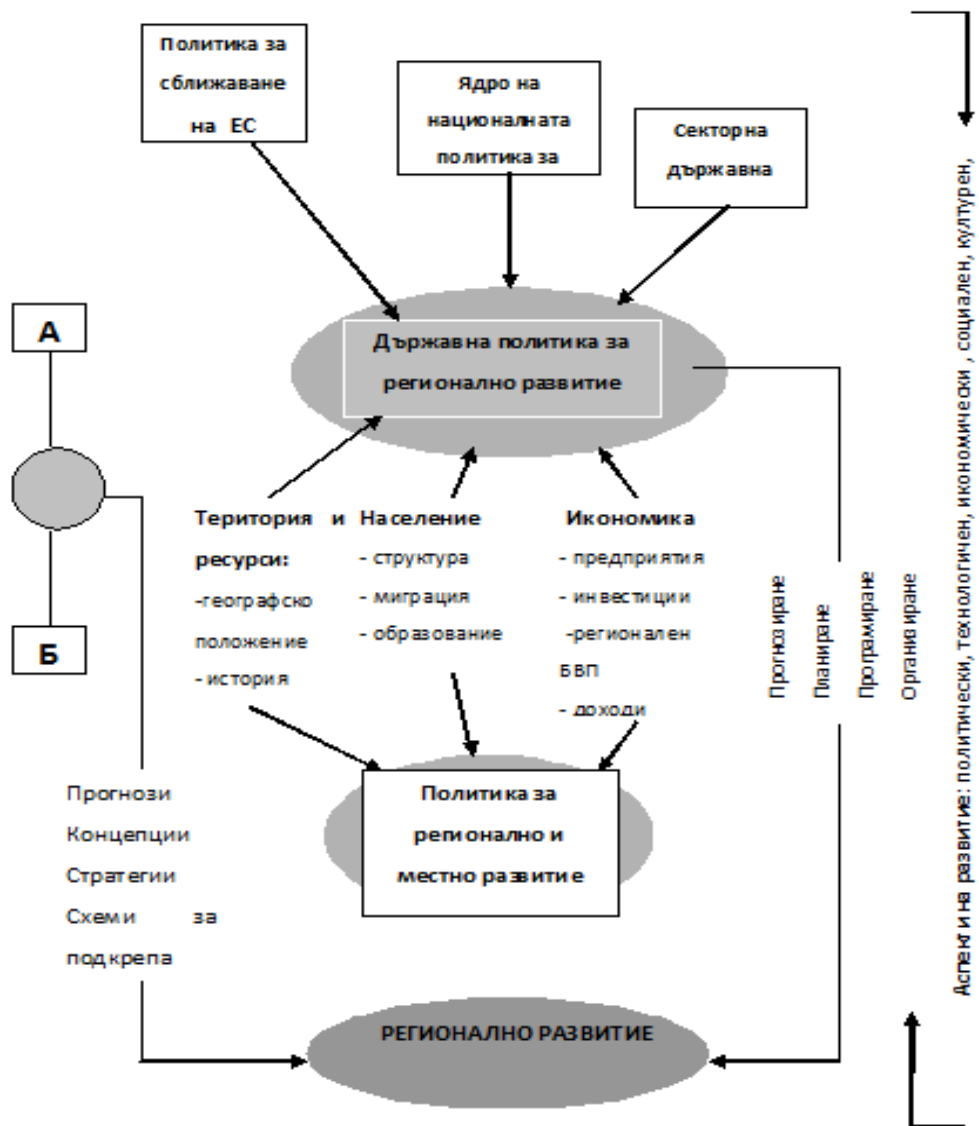 Политика за
сближаване
на ЕС
Ядро на
националната
политика за
Секторна
държавна
А
Б
Държавна политика за
регионално развитие
Територия и
ресурси:
-географско
положение
- история
Население
- структура
- миграция
- образование
Икономика
- предприятия
- инвестиции
-регионален
БВП
- доходи
Прогнозиране
Планиране
Програмиране
Организиране
Прогнози
Концепции
Стратегии
Схеми за
подкрепа
Политика за
регионално и
местно развитие
РЕГИОНАЛНО РАЗВИТИЕ
Аспекти на развитие: политически, технологичен, икономически , социален, културен,